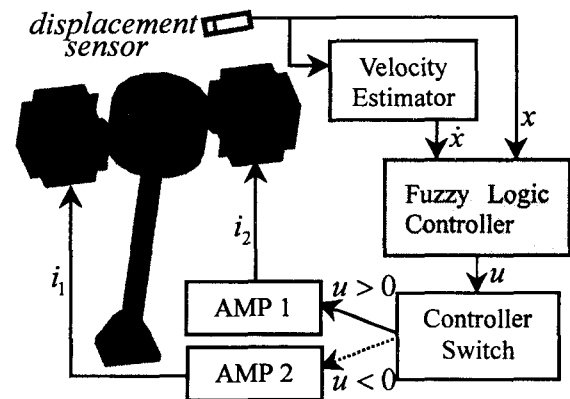 displacement
sensor
Velocity
Estimator
ẋ
x
Fuzzy Logic
Controller
i₂
i₁
u
u > 0
AMP 1
Controller
Switch
AMP 2
u < 0